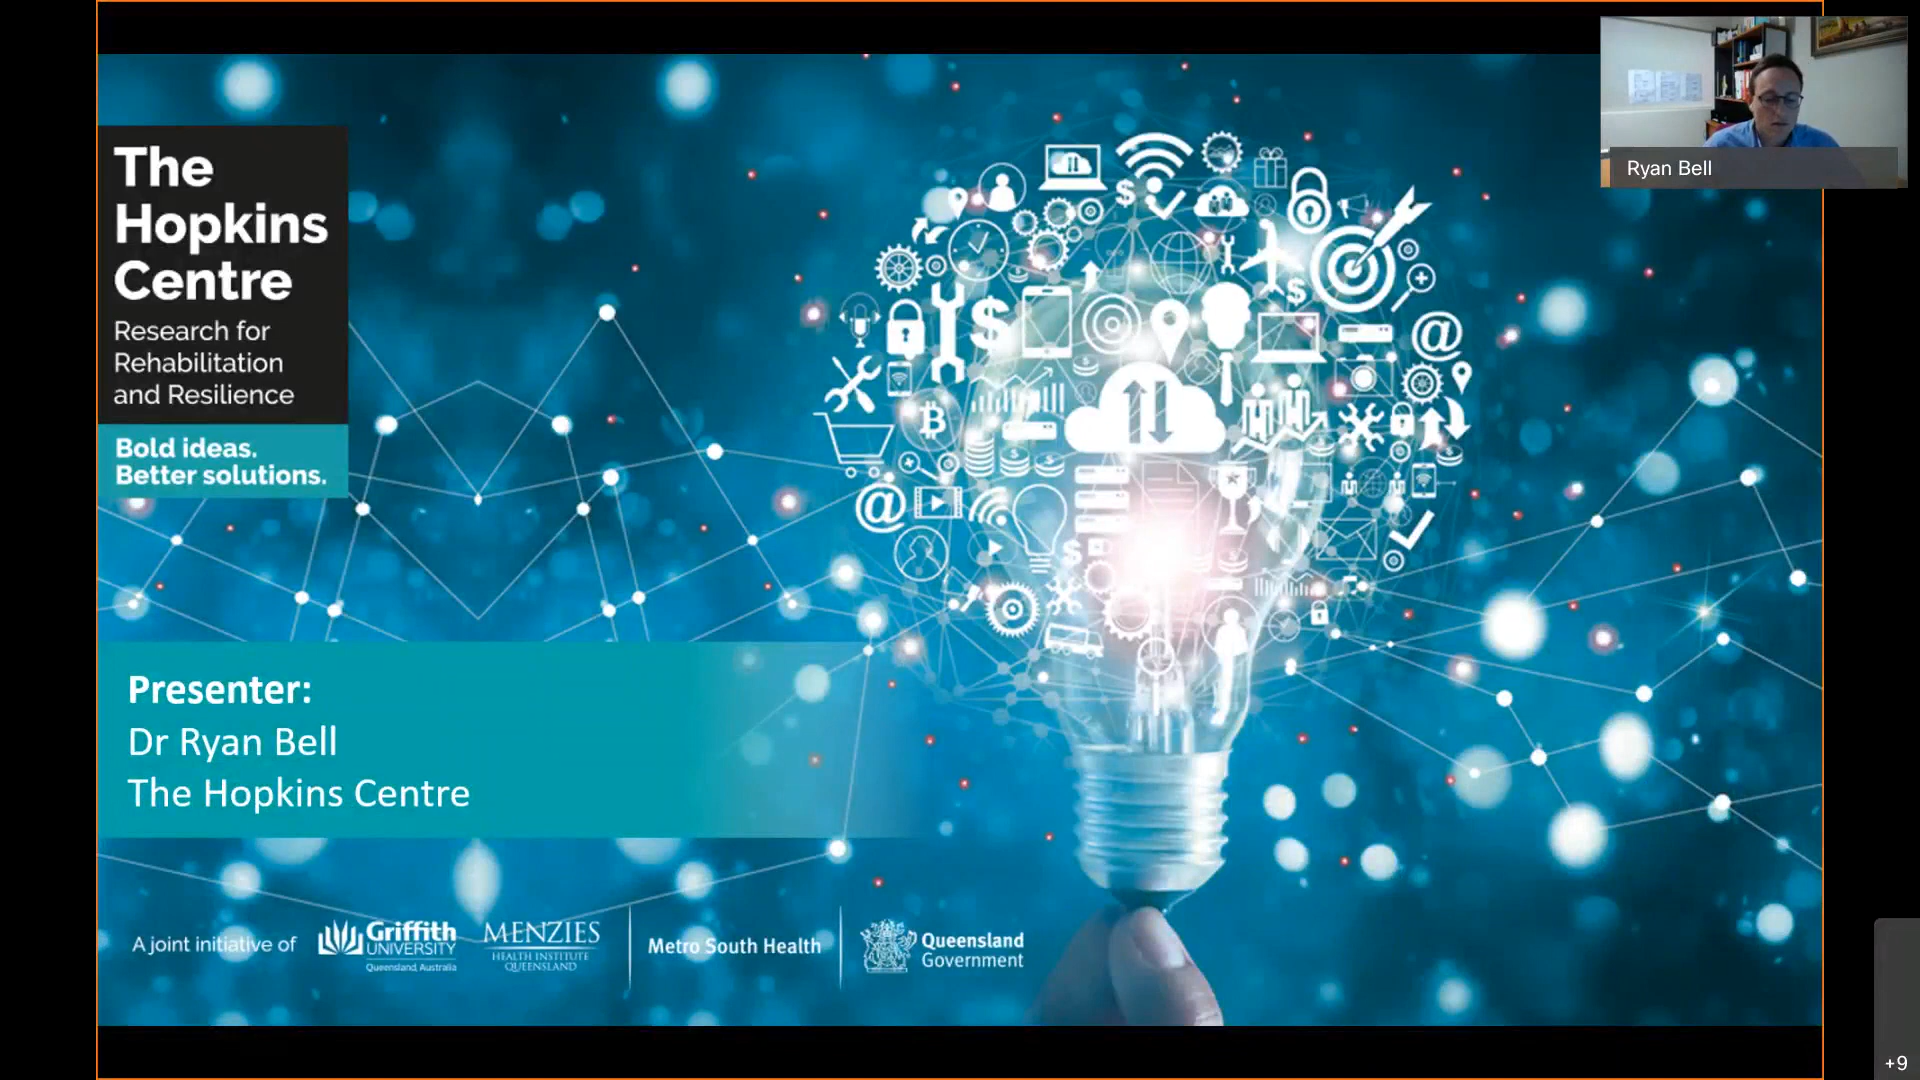 The
Hopkins
Centre
Research for
Rehabilitation
and Resilience
Bold ideas.
Better solutions.
Ryan Bell
Presenter:
Dr Ryan Bell
The Hopkins Centre
A joint initiative of
Griffith
UNIVERSITY
Queensland, Australia
MENZIES
HEALTH INSTITUTE
QUEENSLAND
Metro South Health
Queensland
Government
+9